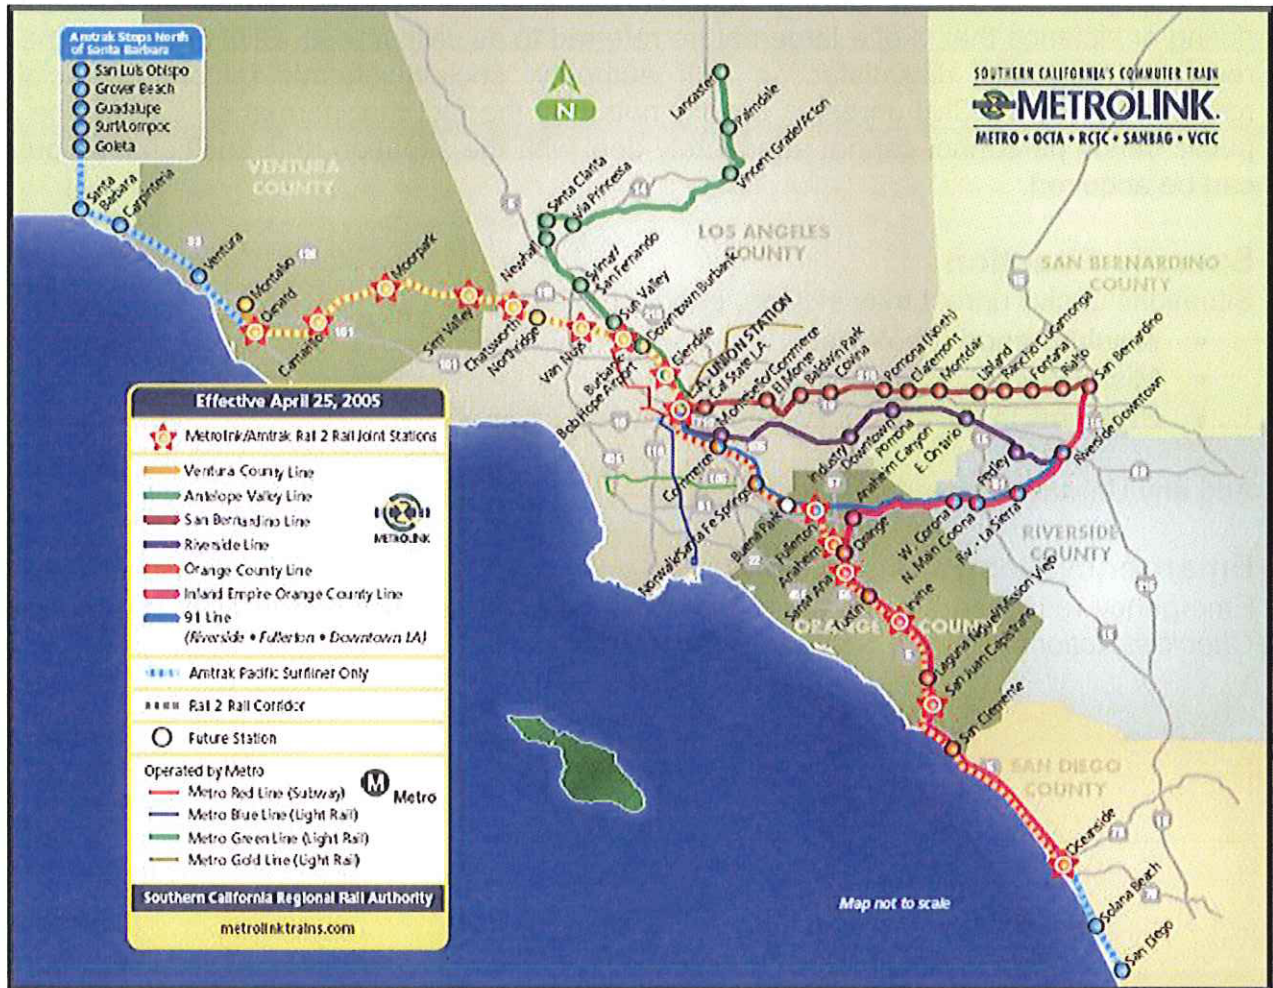 Amtrak Stops North
of Santa Barbara
San Luis Obispo
Grover Beach
Guadalupe
Surf/Lompoc
Goleta
Santa
Barbara
Carpinteria
Ventura
Montalvo
Oxnard
Camarillo
Moorpark
Simi Valley
Chatsworth
Northridge
Van Nuys
Burbank
Bob Hope Airport
Newhall
Santa Clarita
Via Princessa
Sylmar/
San Fernando
Sun Valley
Downtown Burbank
Glendale
Lancaster
Palmdale
Vincent Grade/Acton
N
SOUTHERN CALIFORNIA'S COMMUTER TRAIN
METROLINK.
METRO • OCTA • RCTC • SANBAG • VCTC
VENTURA
COUNTY
LOS ANGELES
COUNTY
SAN BERNARDINO
COUNTY
RIVERSIDE
COUNTY
ORANGE COUNTY
SAN DIEGO
COUNTY
L.A. UNION STATION
Cal State L.A.
Montebello/Commerce
El Monte
Baldwin Park
Covina
Pomona (North)
Claremont
Montclair
Upland
Rancho Cucamonga
Fontana
Rialto
San Bernardino
Riverside Downtown
Industry
Downtown
Pomona
E. Ontario
Pedley
Commerce
Norwalk/Santa Fe Springs
Buena Park
Fullerton
Anaheim
Santa Ana
Anaheim Canyon
Orange
W. Corona
N. Main Corona
Riv. - La Sierra
Tustin
Irvine
Laguna Niguel/Mission Viejo
San Juan Capistrano
San Clemente
Oceanside
Solana Beach
San Diego
Effective April 25, 2005
Metrolink/Amtrak Rail 2 Rail Joint Stations
Ventura County Line
Antelope Valley Line
San Bernardino Line
Riverside Line
Orange County Line
Inland Empire Orange County Line
91 Line
(Riverside • Fullerton • Downtown LA)
METROLINK
Amtrak Pacific Surfliner Only
Rail 2 Rail Corridor
Future Station
Operated by Metro
M Metro
Metro Red Line (Subway)
Metro Blue Line (Light Rail)
Metro Green Line (Light Rail)
Metro Gold Line (Light Rail)
Southern California Regional Rail Authority
metrolinktrains.com
Map not to scale